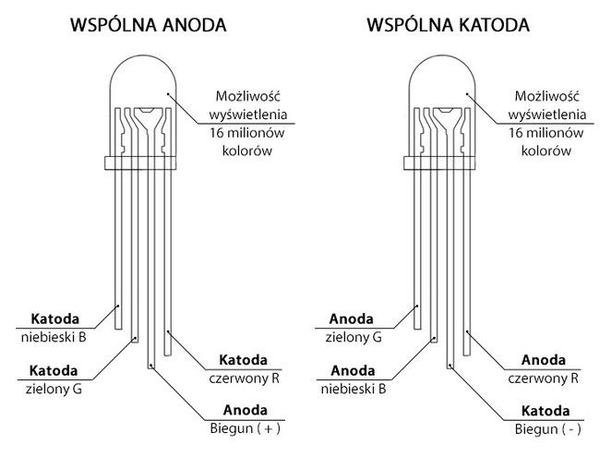 WSPÓLNA ANODA
Możliwość
wyświetlenia
16 milionów
kolorów
Katoda
niebieski B
Katoda
zielony G
Katoda
czerwony R
Anoda
Biegun ( + )
WSPÓLNA KATODA
Możliwość
wyświetlenia
16 milionów
kolorów
Anoda
zielony G
Anoda
niebieski B
Anoda
czerwony R
Katoda
Biegun ( - )